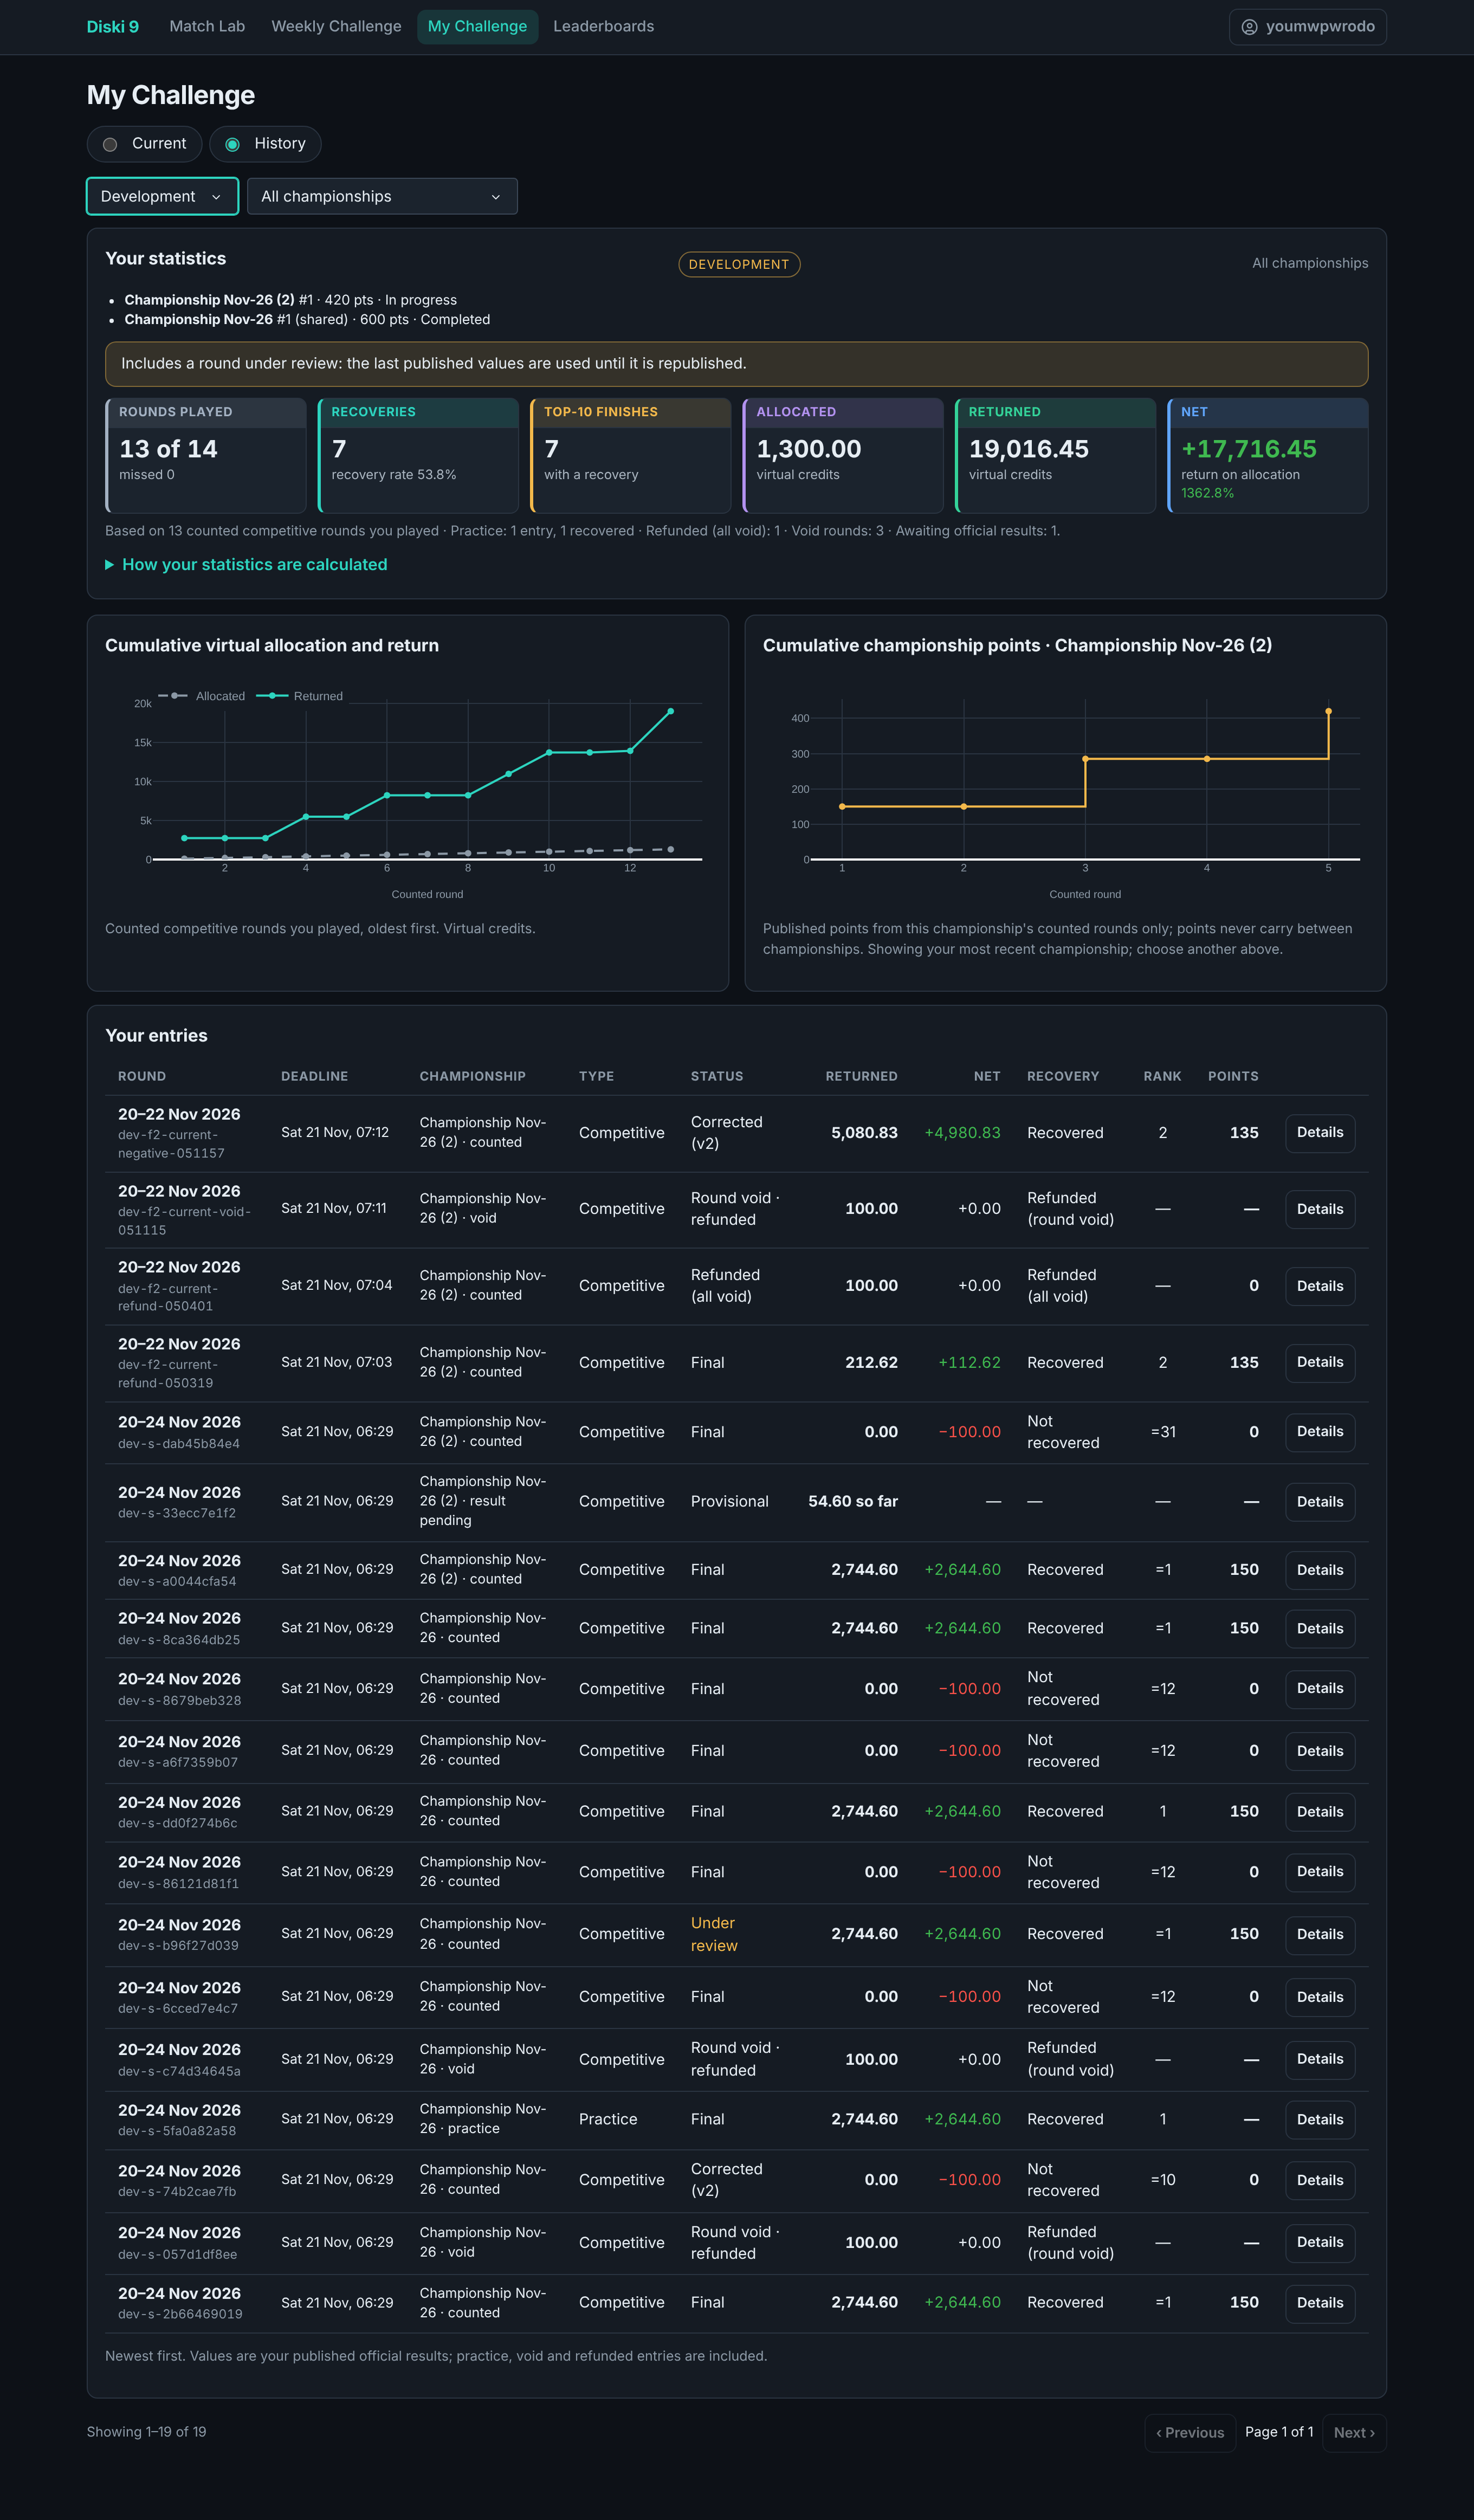 Diski 9 Match Lab Weekly Challenge My Challenge Leaderboards youmwpwrodo
My Challenge
Current History
Development All championships
Your statistics DEVELOPMENT All championships
• Championship Nov-26 (2) #1 · 420 pts · In progress
• Championship Nov-26 #1 (shared) · 600 pts · Completed
Includes a round under review: the last published values are used until it is republished.
ROUNDS PLAYED RECOVERIES TOP-10 FINISHES ALLOCATED RETURNED NET
13 of 14 7 7 1,300.00 19,016.45 +17,716.45
missed 0 recovery rate 53.8% with a recovery virtual credits virtual credits return on allocation
1362.8%
Based on 13 counted competitive rounds you played · Practice: 1 entry, 1 recovered · Refunded (all void): 1 · Void rounds: 3 · Awaiting official results: 1.
How your statistics are calculated
Cumulative virtual allocation and return
Allocated Returned
20k
15k
10k
5k
0
2 4 6 8 10 12
Counted round
Counted competitive rounds you played, oldest first. Virtual credits.
Cumulative championship points · Championship Nov-26 (2)
400
300
200
100
0
1 2 3 4 5
Counted round
Published points from this championship's counted rounds only; points never carry between
championships. Showing your most recent championship; choose another above.
Your entries
ROUND DEADLINE CHAMPIONSHIP TYPE STATUS RETURNED NET RECOVERY RANK POINTS
20–22 Nov 2026
dev-f2-current-
negative-051157
Sat 21 Nov, 07:12
Championship Nov-
26 (2) · counted
Competitive
Corrected
(v2)
5,080.83 +4,980.83 Recovered 2 135 Details
20–22 Nov 2026
dev-f2-current-void-
051115
Sat 21 Nov, 07:11
Championship Nov-
26 (2) · void
Competitive
Round void ·
refunded
100.00 +0.00
Refunded
(round void)
— — Details
20–22 Nov 2026
dev-f2-current-
refund-050401
Sat 21 Nov, 07:04
Championship Nov-
26 (2) · counted
Competitive
Refunded
(all void)
100.00 +0.00
Refunded
(all void)
— 0 Details
20–22 Nov 2026
dev-f2-current-
refund-050319
Sat 21 Nov, 07:03
Championship Nov-
26 (2) · counted
Competitive Final 212.62 +112.62 Recovered 2 135 Details
20–24 Nov 2026
dev-s-dab45b84e4
Sat 21 Nov, 06:29
Championship Nov-
26 (2) · counted
Competitive Final 0.00 −100.00
Not
recovered
=31 0 Details
20–24 Nov 2026
dev-s-33ecc7e1f2
Sat 21 Nov, 06:29
Championship Nov-
26 (2) · result
pending
Competitive Provisional 54.60 so far — — — — Details
20–24 Nov 2026
dev-s-a0044cfa54
Sat 21 Nov, 06:29
Championship Nov-
26 (2) · counted
Competitive Final 2,744.60 +2,644.60 Recovered =1 150 Details
20–24 Nov 2026
dev-s-8ca364db25
Sat 21 Nov, 06:29
Championship Nov-
26 · counted
Competitive Final 2,744.60 +2,644.60 Recovered =1 150 Details
20–24 Nov 2026
dev-s-8679beb328
Sat 21 Nov, 06:29
Championship Nov-
26 · counted
Competitive Final 0.00 −100.00
Not
recovered
=12 0 Details
20–24 Nov 2026
dev-s-a6f7359b07
Sat 21 Nov, 06:29
Championship Nov-
26 · counted
Competitive Final 0.00 −100.00
Not
recovered
=12 0 Details
20–24 Nov 2026
dev-s-dd0f274b6c
Sat 21 Nov, 06:29
Championship Nov-
26 · counted
Competitive Final 2,744.60 +2,644.60 Recovered 1 150 Details
20–24 Nov 2026
dev-s-86121d81f1
Sat 21 Nov, 06:29
Championship Nov-
26 · counted
Competitive Final 0.00 −100.00
Not
recovered
=12 0 Details
20–24 Nov 2026
dev-s-b96f27d039
Sat 21 Nov, 06:29
Championship Nov-
26 · counted
Competitive
Under
review
2,744.60 +2,644.60 Recovered =1 150 Details
20–24 Nov 2026
dev-s-6cced7e4c7
Sat 21 Nov, 06:29
Championship Nov-
26 · counted
Competitive Final 0.00 −100.00
Not
recovered
=12 0 Details
20–24 Nov 2026
dev-s-c74d34645a
Sat 21 Nov, 06:29
Championship Nov-
26 · void
Competitive
Round void ·
refunded
100.00 +0.00
Refunded
(round void)
— — Details
20–24 Nov 2026
dev-s-5fa0a82a58
Sat 21 Nov, 06:29
Championship Nov-
26 · practice
Practice Final 2,744.60 +2,644.60 Recovered 1 — Details
20–24 Nov 2026
dev-s-74b2cae7fb
Sat 21 Nov, 06:29
Championship Nov-
26 · counted
Competitive
Corrected
(v2)
0.00 −100.00
Not
recovered
=10 0 Details
20–24 Nov 2026
dev-s-057d1df8ee
Sat 21 Nov, 06:29
Championship Nov-
26 · void
Competitive
Round void ·
refunded
100.00 +0.00
Refunded
(round void)
— — Details
20–24 Nov 2026
dev-s-2b66469019
Sat 21 Nov, 06:29
Championship Nov-
26 · counted
Competitive Final 2,744.60 +2,644.60 Recovered =1 150 Details
Newest first. Values are your published official results; practice, void and refunded entries are included.
Showing 1–19 of 19 ‹ Previous Page 1 of 1 Next ›